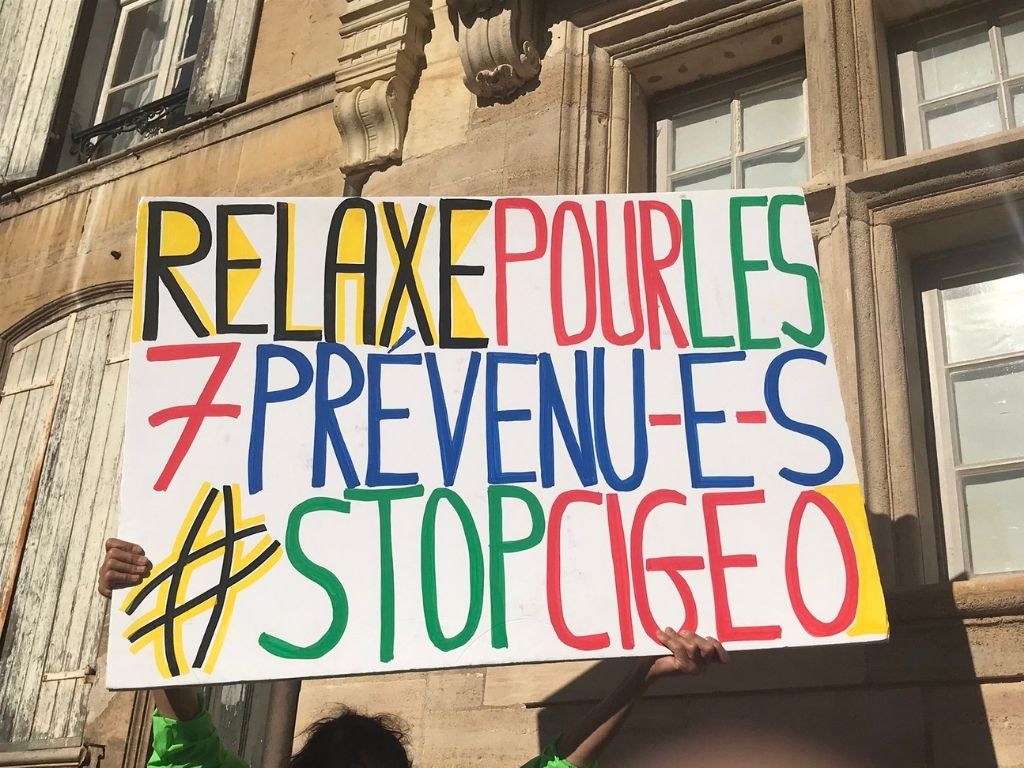 RELAXE POUR LES
7 PRÉVENU-E-S
#STOPCIGEO